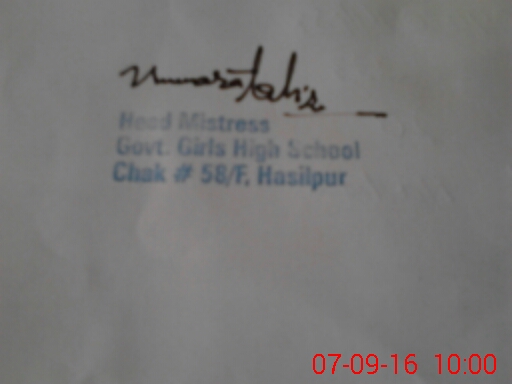 Head Mistress
Govt. Girls High School
Chak # 58/F, Hasilpur
07-09-16 10:00